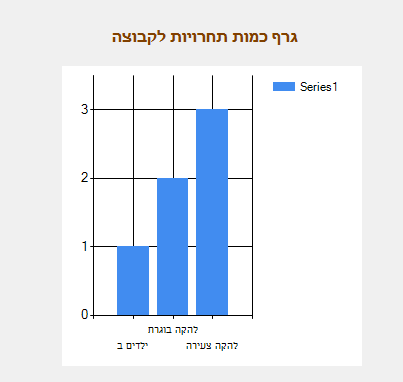 גרף כמות תחרויות לקבוצה
Series1
3
2
1
0
להקה בוגרת
ילדים ב
להקה צעירה